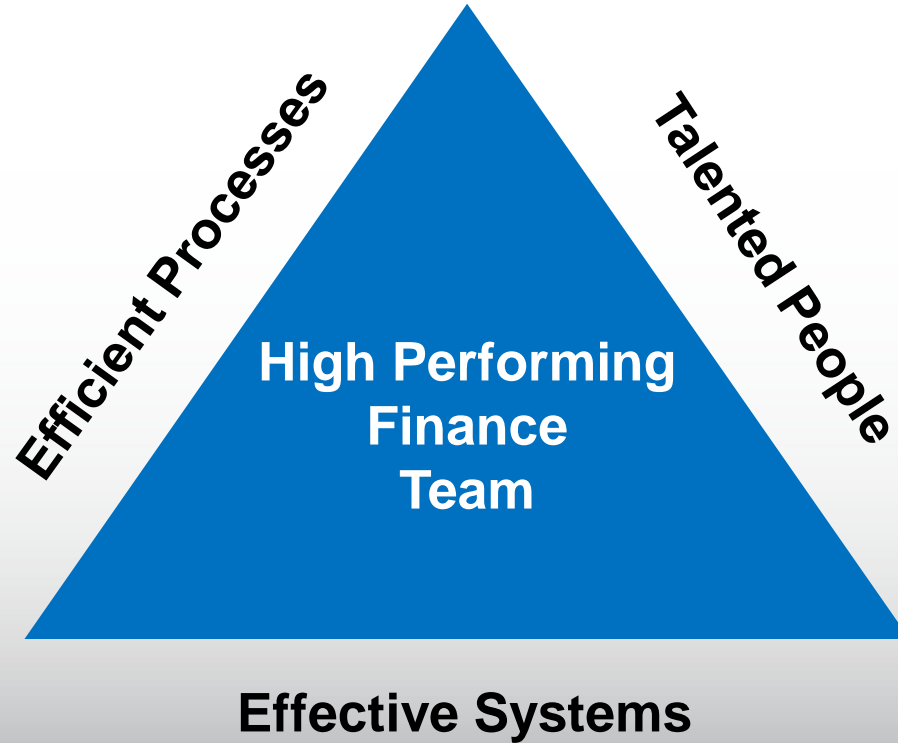 Efficient Processes
Talented People
High Performing
Finance
Team
Effective Systems